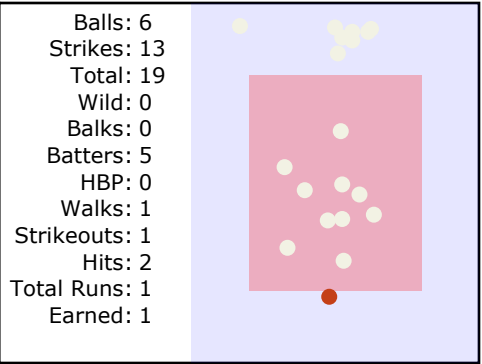 Balls: 6
Strikes: 13
Total: 19
Wild: 0
Balks: 0
Batters: 5
HBP: 0
Walks: 1
Strikeouts: 1
Hits: 2
Total Runs: 1
Earned: 1